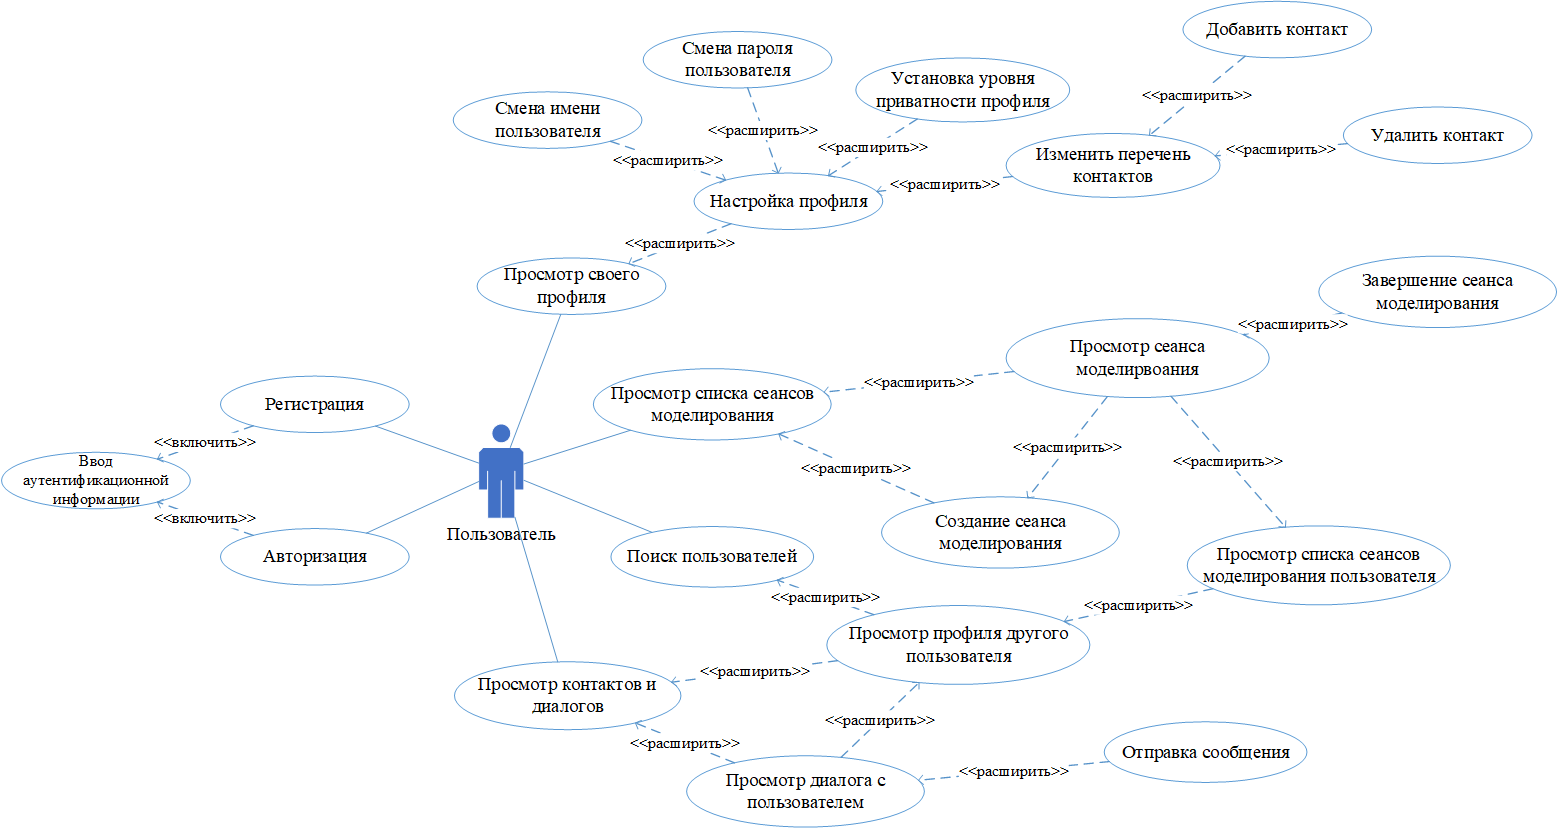 Добавить контакт
Смена пароля
пользователя
Установка уровня
приватности профиля
<<расширить>>
Смена имени
пользователя
<<расширить>>
Удалить контакт
<<расширить>>
<<расширить>>
<<расширить>>
Изменить перечень
контактов
<<расширить>>
<<расширить>>
Настройка профиля
<<расширить>>
Просмотр своего
профиля
Завершение сеанса
моделирования
<<расширить>>
Просмотр сеанса
моделирвоания
<<расширить>>
Просмотр списка сеансов
моделирования
Регистрация
<<включить>>
<<расширить>>
<<расширить>>
<<расширить>>
Ввод
аутентификационной
информации
<<включить>>
Создание сеанса
моделирования
Пользователь
Авторизация
Поиск пользователей
Просмотр списка сеансов
моделирования пользователя
<<расширить>>
<<расширить>>
Просмотр профиля другого
пользователя
<<расширить>>
Просмотр контактов и
диалогов
<<расширить>>
<<расширить>>
Отправка сообщения
<<расширить>>
Просмотр диалога с
пользователем